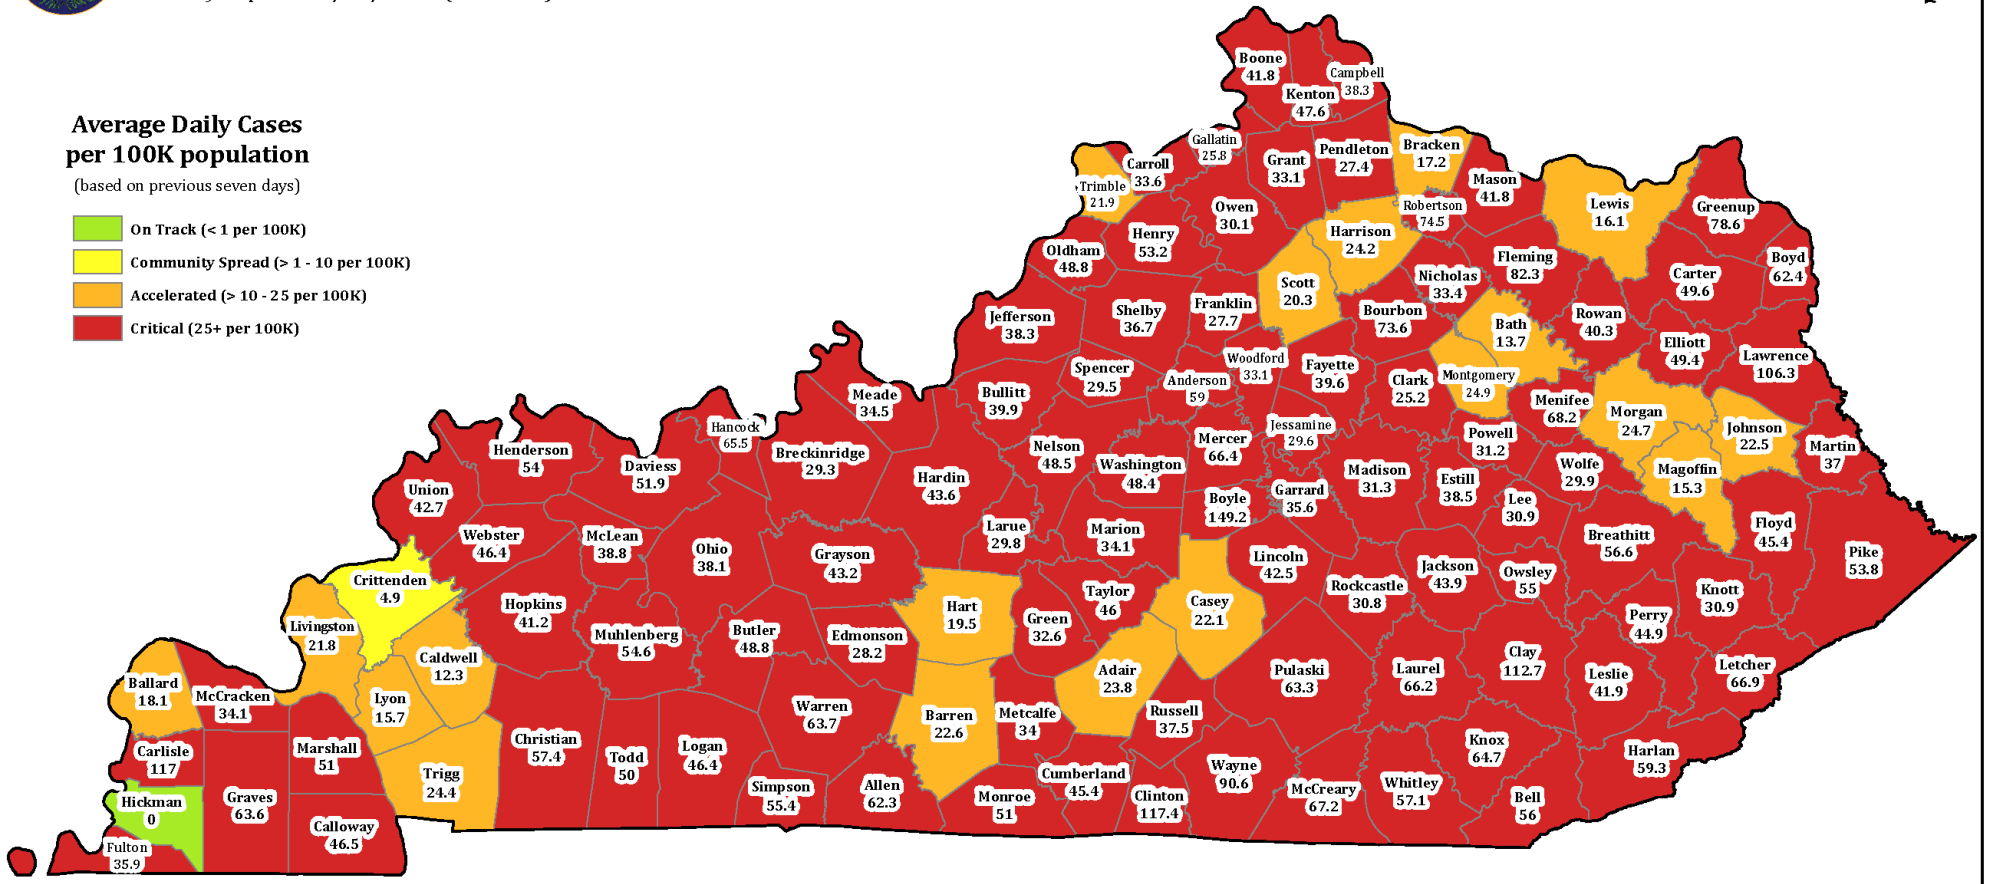 Average Daily Cases
per 100K population
(based on previous seven days)
On Track (< 1 per 100K)
Community Spread (> 1 - 10 per 100K)
Accelerated (> 10 - 25 per 100K)
Critical (25+ per 100K)
Boone
41.8
Campbell
38.3
Kenton
47.6
Gallatin
25.8
Carroll
33.6
Trimble
21.9
Grant
33.1
Pendleton
27.4
Bracken
17.2
Mason
41.8
Robertson
74.5
Lewis
16.1
Greenup
78.6
Boyd
62.4
Owen
30.1
Henry
53.2
Oldham
48.8
Harrison
24.2
Scott
20.3
Nicholas
33.4
Fleming
82.3
Carter
49.6
Jefferson
38.3
Shelby
36.7
Franklin
27.7
Bourbon
73.6
Bath
13.7
Rowan
40.3
Elliott
49.4
Lawrence
106.3
Woodford
33.1
Fayette
39.6
Clark
25.2
Montgomery
24.9
Menifee
68.2
Morgan
24.7
Johnson
22.5
Martin
37
Spencer
29.5
Anderson
59
Bullitt
39.9
Meade
34.5
Hancock
65.5
Breckinridge
29.3
Henderson
54
Daviess
51.9
Union
42.7
Hardin
43.6
Nelson
48.5
Washington
48.4
Mercer
66.4
Jessamine
29.6
Madison
31.3
Powell
31.2
Estill
38.5
Wolfe
29.9
Magoffin
15.3
Lee
30.9
Boyle
149.2
Garrard
35.6
Floyd
45.4
Pike
53.8
Breathitt
56.6
Webster
46.4
McLean
38.8
Ohio
38.1
Grayson
43.2
Larue
29.8
Marion
34.1
Lincoln
42.5
Rockcastle
30.8
Jackson
43.9
Owsley
55
Knott
30.9
Perry
44.9
Crittenden
4.9
Livingston
21.8
Hopkins
41.2
Muhlenberg
54.6
Butler
48.8
Edmonson
28.2
Hart
19.5
Green
32.6
Taylor
46
Casey
22.1
Caldwell
12.3
Lyon
15.7
Ballard
18.1
McCracken
34.1
Adair
23.8
Pulaski
63.3
Laurel
66.2
Clay
112.7
Leslie
41.9
Letcher
66.9
Warren
63.7
Barren
22.6
Metcalfe
34
Russell
37.5
Carlisle
117
Marshall
51
Trigg
24.4
Christian
57.4
Todd
50
Logan
46.4
Simpson
55.4
Allen
62.3
Monroe
51
Cumberland
45.4
Clinton
117.4
Wayne
90.6
McCreary
67.2
Whitley
57.1
Knox
64.7
Bell
56
Harlan
59.3
Hickman
0
Graves
63.6
Calloway
46.5
Fulton
35.9